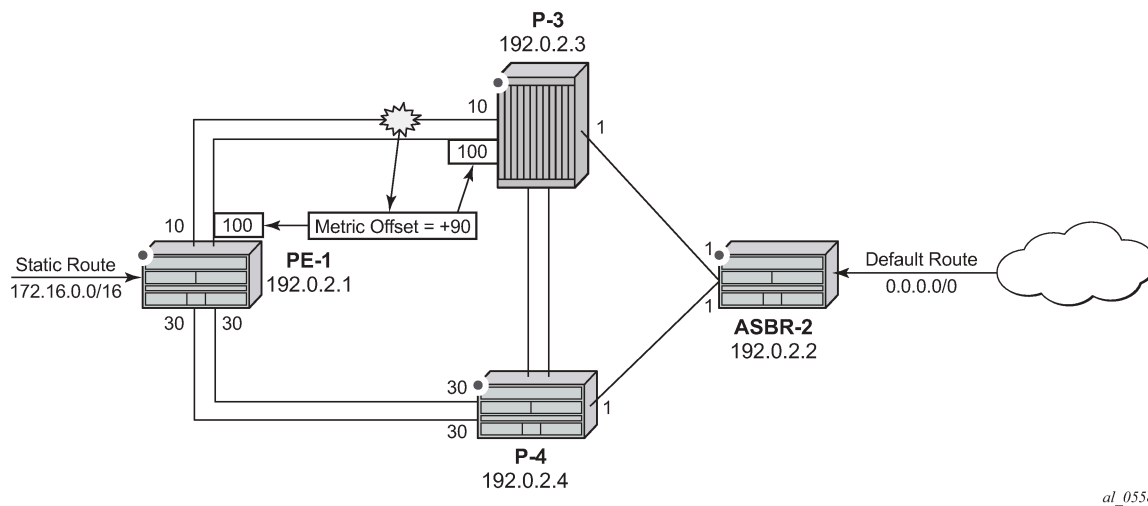 P-3
192.0.2.3
10
1
100
10
100
Metric Offset = +90
Static Route
172.16.0.0/16
PE-1
192.0.2.1
1
1
Default Route
0.0.0.0/0
ASBR-2
192.0.2.2
30
30
30
30
1
P-4
192.0.2.4